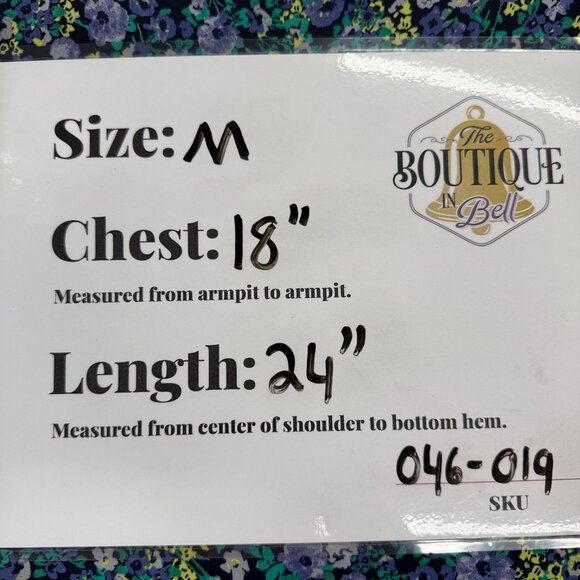 Size: M
The
BOUTIQUE
IN
Bell
Chest: 18"
Measured from armpit to armpit.
Length: 24"
Measured from center of shoulder to bottom hem.
046-019
SKU